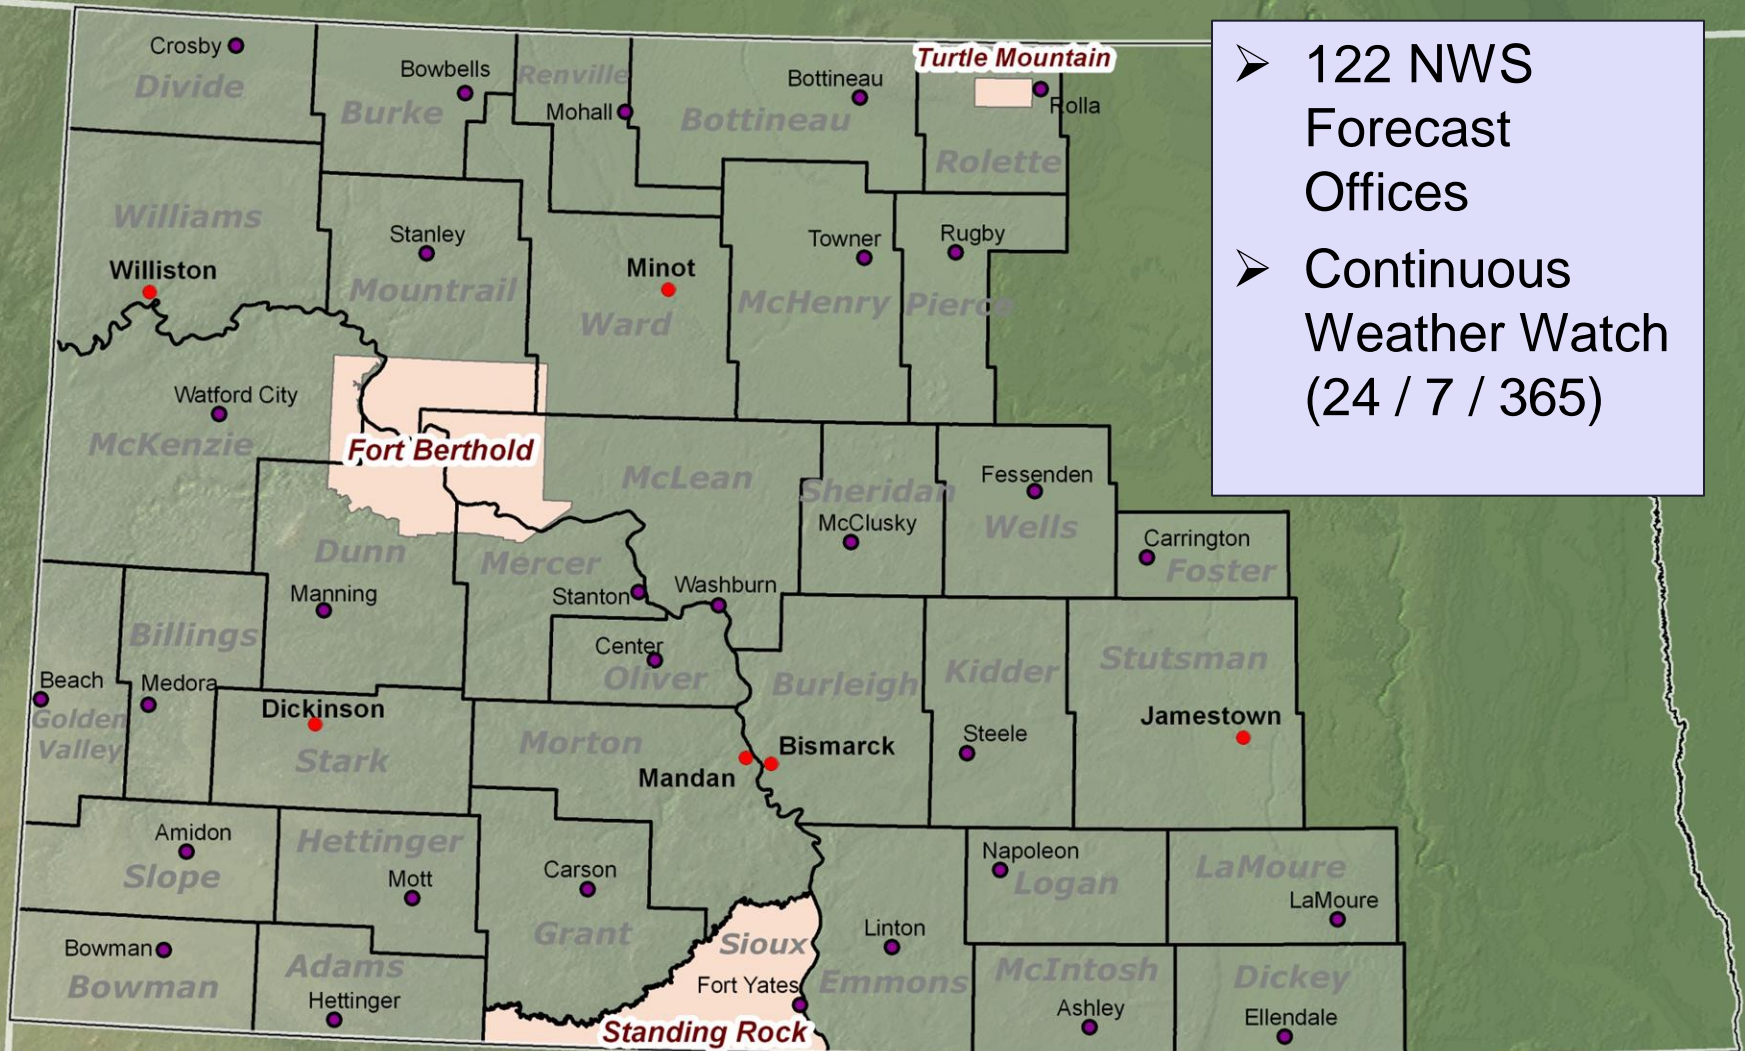 Crosby
Divide
Bowbells
Burke
Renville
Mohall
Bottineau
Bottineau
Turtle Mountain
Rolla
Rolette
➢ 122 NWS
Forecast
Offices
➢ Continuous
Weather Watch
(24 / 7 / 365)
Williams
Williston
Stanley
Mountrail
Minot
Ward
Towner
McHenry
Rugby
Pierce
Watford City
McKenzie
Fort Berthold
McLean
Sheridan
McClusky
Fessenden
Wells
Carrington
Foster
Dunn
Manning
Mercer
Stanton
Washburn
Billings
Center
Oliver
Burleigh
Kidder
Stutsman
Beach
Medora
Golden
Valley
Dickinson
Stark
Morton
Mandan
Bismarck
Steele
Jamestown
Amidon
Slope
Hettinger
Mott
Carson
Grant
Napoleon
Logan
LaMoure
LaMoure
Bowman
Bowman
Adams
Hettinger
Sioux
Fort Yates
Standing Rock
Linton
Emmons
McIntosh
Ashley
Dickey
Ellendale